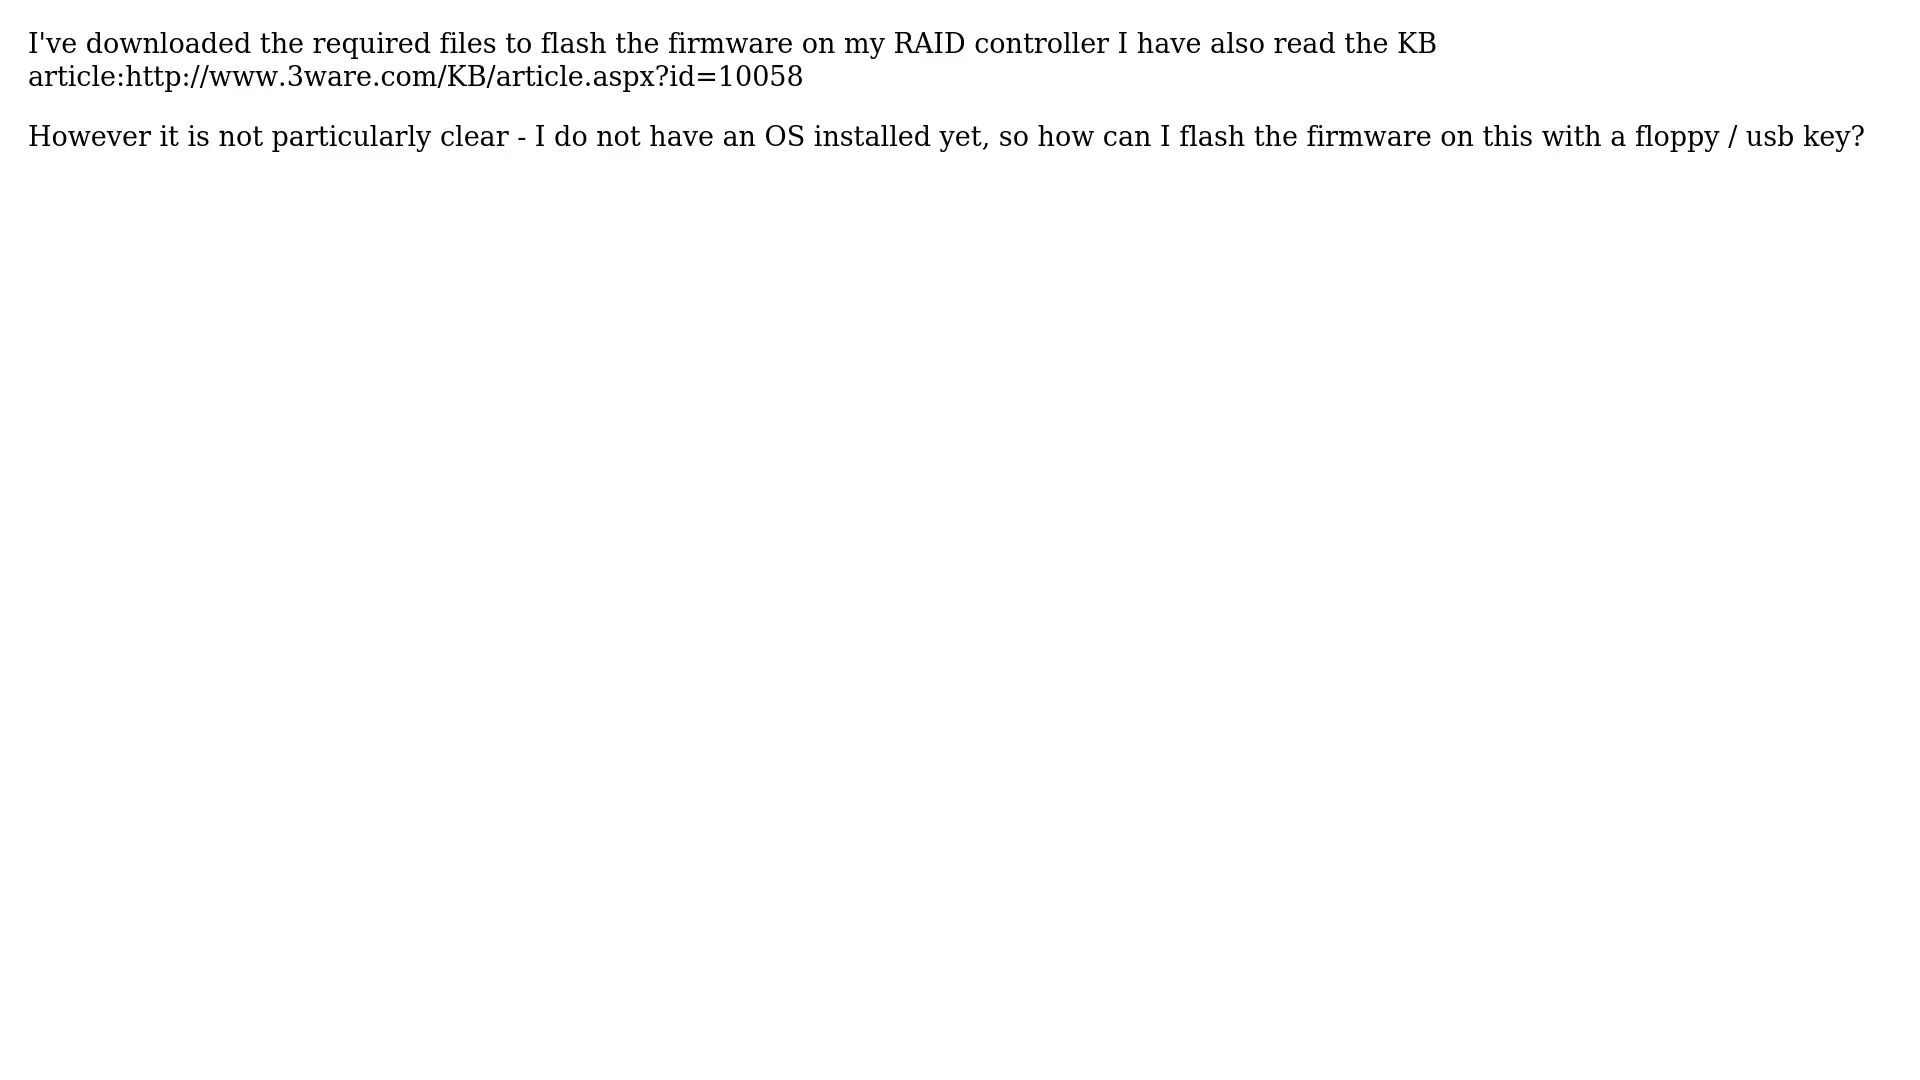 I've downloaded the required files to flash the firmware on my RAID controller I have also read the KB
article:http://www.3ware.com/KB/article.aspx?id=10058
However it is not particularly clear - I do not have an OS installed yet, so how can I flash the firmware on this with a floppy / usb key?